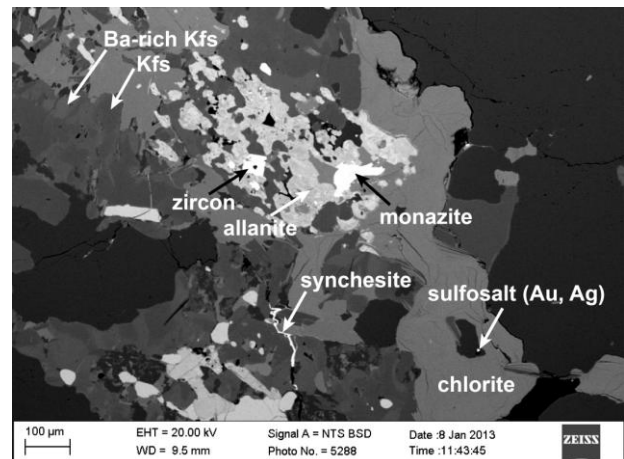 Ba-rich Kfs
Kfs
zircon
allanite
monazite
synchesite
sulfosalt (Au, Ag)
chlorite
100 µm
EHT = 20.00 kV
WD = 9.5 mm
Signal A = NTS BSD
Photo No. = 5288
Date :8 Jan 2013
Time :11:43:45
ZEISS